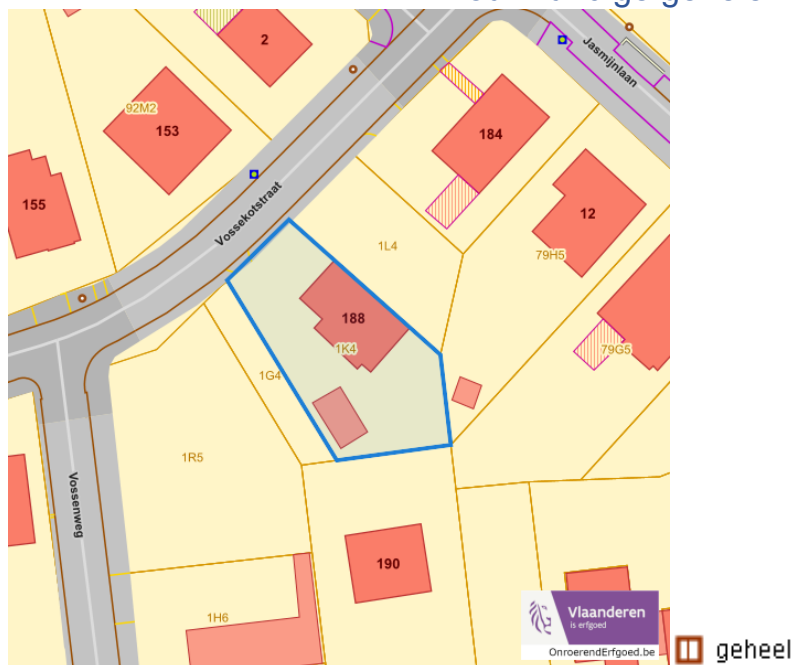 2
Jasmijnlaan
92M2
153
184
155
12
Vossekotstraat
1L4
79H5
188
1K4
79G5
1G4
1R5
Vossenweg
190
1H6
Vlaanderen
is erfgoed
OnroerendErfgoed.be
geheel